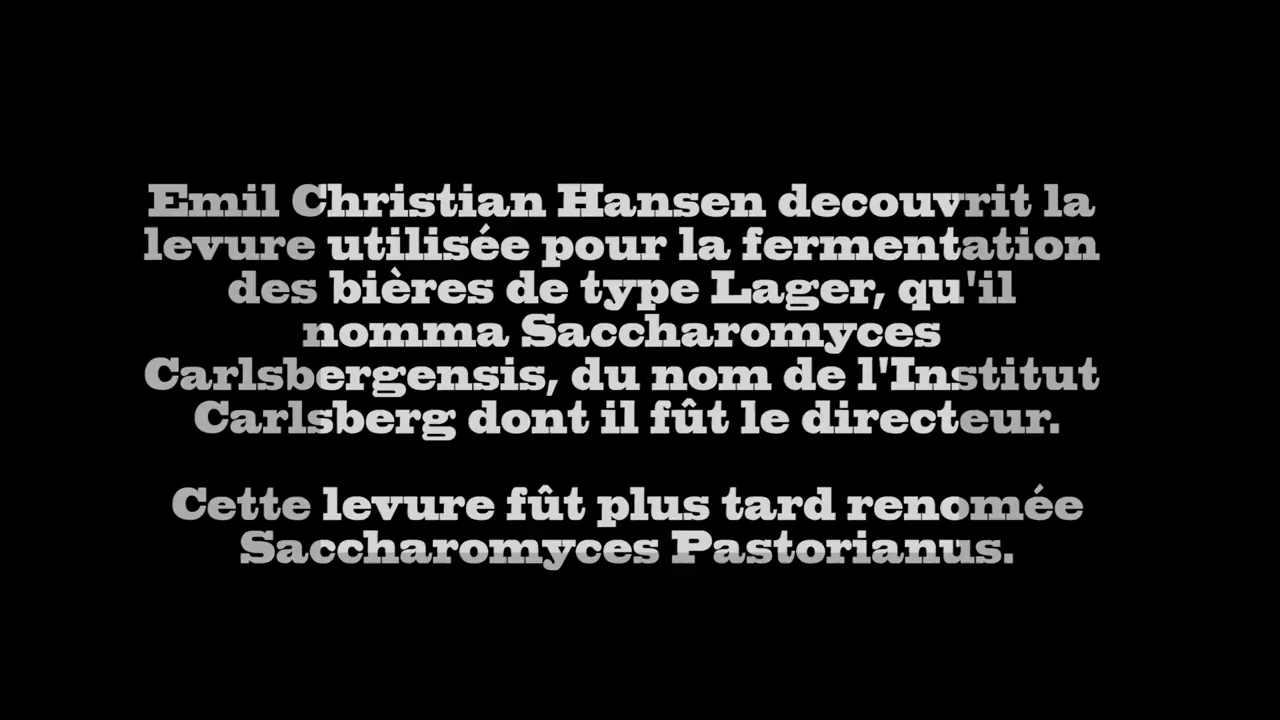 Emil Christian Hansen decouvrit la
levure utilisée pour la fermentation
des bières de type Lager, qu'il
nomma Saccharomyces
Carlsbergensis, du nom de l'Institut
Carlsberg dont il fût le directeur.
Cette levure fût plus tard renomée
Saccharomyces Pastorianus.